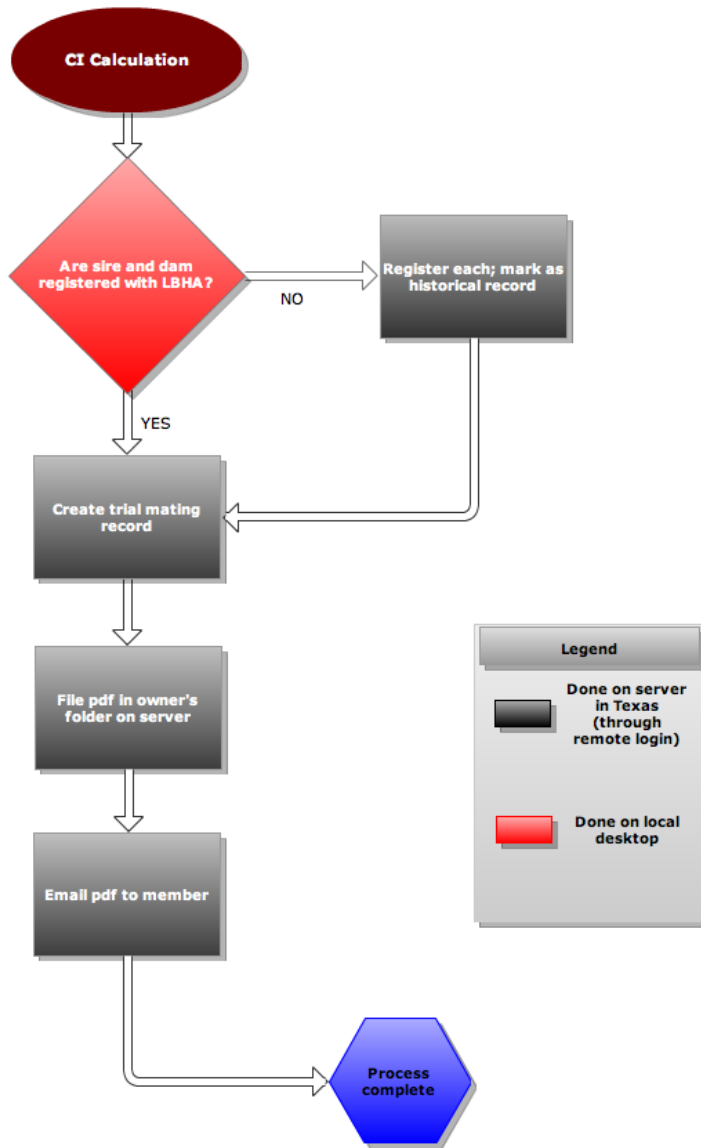 CI Calculation
Are sire and dam
registered with LBHA?
NO
Register each; mark as
historical record
YES
Create trial mating
record
File pdf in owner's
folder on server
Email pdf to member
Process
complete
Legend
Done on server
in Texas
(through
remote login)
Done on local
desktop